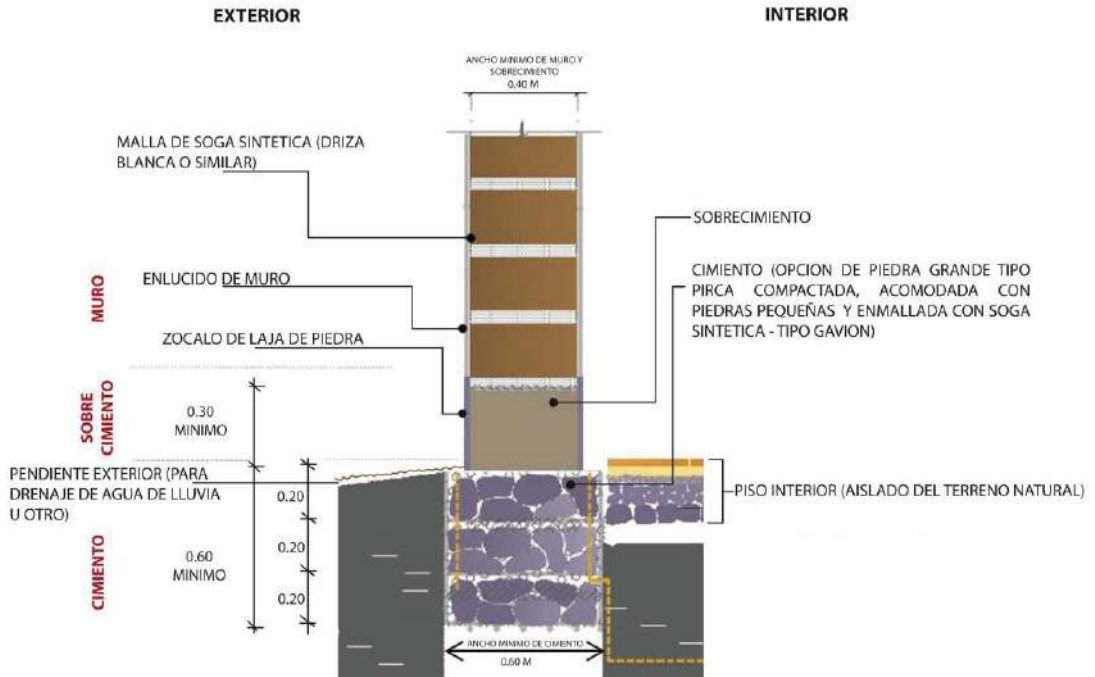 EXTERIOR
INTERIOR
ANCHO MINIMO DE MURO Y
SOBRECIMIENTO
0.40 M
MALLA DE SOGA SINTETICA (DRIZA
BLANCA O SIMILAR)
SOBRECIMIENTO
CIMIENTO (OPCION DE PIEDRA GRANDE TIPO
PIRCA COMPACTADA, ACOMODADA CON
PIEDRAS PEQUEÑAS Y ENMALLADA CON SOGA
SINTETICA - TIPO GAVION)
MURO
ENLUCIDO DE MURO
ZOCALO DE LAJA DE PIEDRA
SOBRE
CIMIENTO
0.30
MINIMO
PENDIENTE EXTERIOR (PARA
DRENAJE DE AGUA DE LLUVIA
U OTRO)
PISO INTERIOR (AISLADO DEL TERRENO NATURAL)
CIMIENTO
0.60
MINIMO
0.20
0.20
0.20
ANCHO MINIMO DE CIMIENTO
0.60 M